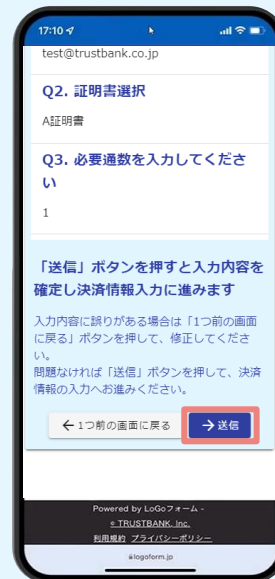 17:10
test@trustbank.co.jp
Q2. 証明書選択
A証明書
Q3. 必要通数を入力してくださ
い
1
「送信」ボタンを押すと入力内容を
確定し決済情報入力に進みます
入力内容に誤りがある場合は「1つ前の画面
に戻る」ボタンを押して、修正してくださ
い。
問題なければ「送信」ボタンを押して、決済
情報の入力へお進みください。
←1つ前の画面に戻る
→送信
Powered by LoGoフォーム -
© TRUSTBANK, Inc.
利用規約 プライバシーポリシー
logoform.jp